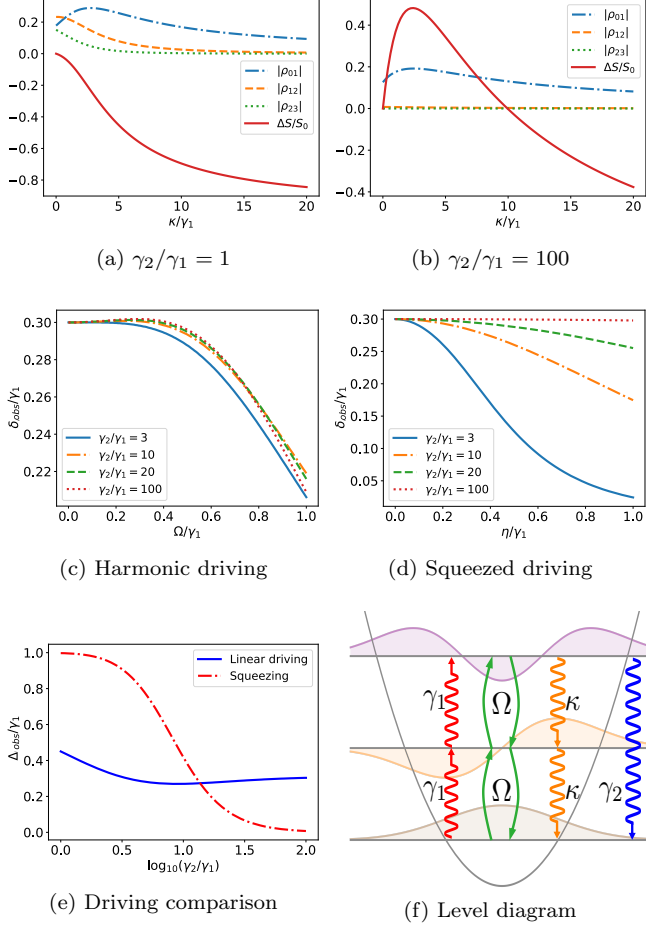 0.2
0.0
−0.2
−0.4
−0.6
−0.8
|ρ01|
|ρ12|
|ρ23|
ΔS/S0
0 5 10 15 20
κ/γ1
(a) γ2/γ1 = 1
0.4
0.2
0.0
−0.2
−0.4
|ρ01|
|ρ12|
|ρ23|
ΔS/S0
0 5 10 15 20
κ/γ1
(b) γ2/γ1 = 100
δobs/γ1
0.30
0.28
0.26
0.24
0.22
γ2/γ1 = 3
γ2/γ1 = 10
γ2/γ1 = 20
γ2/γ1 = 100
0.0 0.2 0.4 0.6 0.8 1.0
Ω/γ1
(c) Harmonic driving
δobs/γ1
0.30
0.25
0.20
0.15
0.10
0.05
γ2/γ1 = 3
γ2/γ1 = 10
γ2/γ1 = 20
γ2/γ1 = 100
0.0 0.2 0.4 0.6 0.8 1.0
η/γ1
(d) Squeezed driving
Δobs/γ1
1.0
0.8
0.6
0.4
0.2
0.0
Linear driving
Squeezing
0.0 0.5 1.0 1.5 2.0
log10(γ2/γ1)
(e) Driving comparison
γ1 Ω κ
γ1 Ω κ γ2
(f) Level diagram